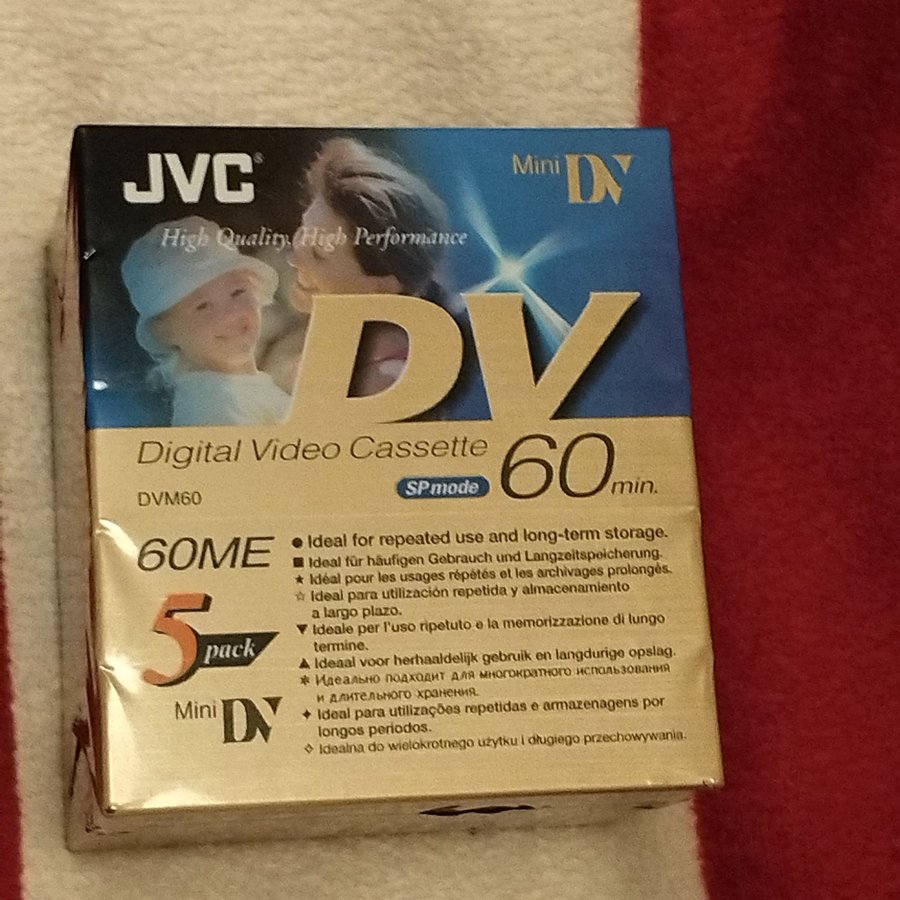 JVC®
Mini DV
High Quality, High Performance
DV
Digital Video Cassette
SP mode 60 min.
DVM60
60ME
5 pack
Mini DV
● Ideal for repeated use and long-term storage.
■ Ideal für häufigen Gebrauch und Langzeitspeicherung.
★ Idéal pour les usages répétés et les archivages prolongés.
☆ Ideal para utilización repetida y almacenamiento
a largo plazo.
▼ Ideale per l'uso ripetuto e la memorizzazione di lungo
termine.
▲ Ideaal voor herhaaldelijk gebruik en langdurige opslag.
✱ Идеально подходит для многократного использования
и длительного хранения.
✦ Ideal para utilizações repetidas e armazenagens por
longos periodos.
✧ Idealna do wielokrotnego użytku i długiego przechowywania.